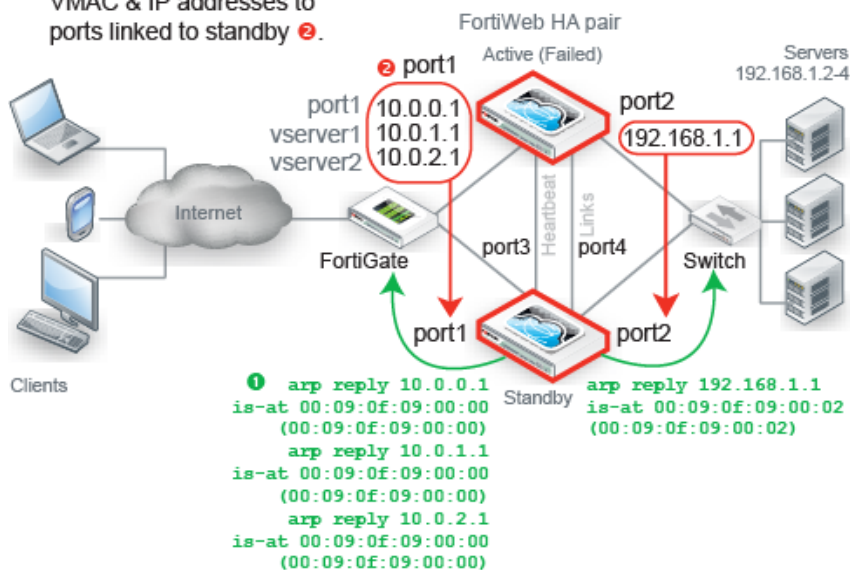 VMAC & IP addresses to
ports linked to standby ❷.
FortiWeb HA pair
Active (Failed)
Servers
192.168.1.2-4
❷ port1
port1 10.0.0.1
vserver1 10.0.1.1
vserver2 10.0.2.1
port2
192.168.1.1
Internet
FortiGate
Heartbeat
Links
port3
port4
Switch
port1
port2
Clients
Standby
❶ arp reply 10.0.0.1
is-at 00:09:0f:09:00:00
(00:09:0f:09:00:00)
arp reply 10.0.1.1
is-at 00:09:0f:09:00:00
(00:09:0f:09:00:00)
arp reply 10.0.2.1
is-at 00:09:0f:09:00:00
(00:09:0f:09:00:00)
arp reply 192.168.1.1
is-at 00:09:0f:09:00:02
(00:09:0f:09:00:02)